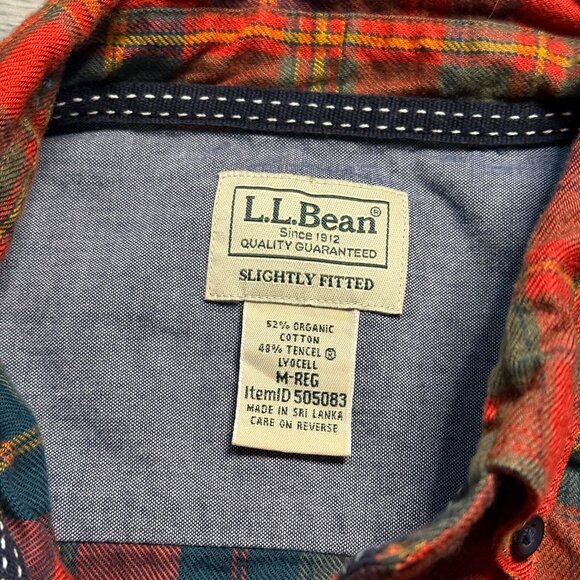 L.L.Bean®
Since 1912
QUALITY GUARANTEED
SLIGHTLY FITTED
52% ORGANIC
COTTON
48% TENCEL ®
LYOCELL
M-REG
ItemID 505083
MADE IN SRI LANKA
CARE ON REVERSE